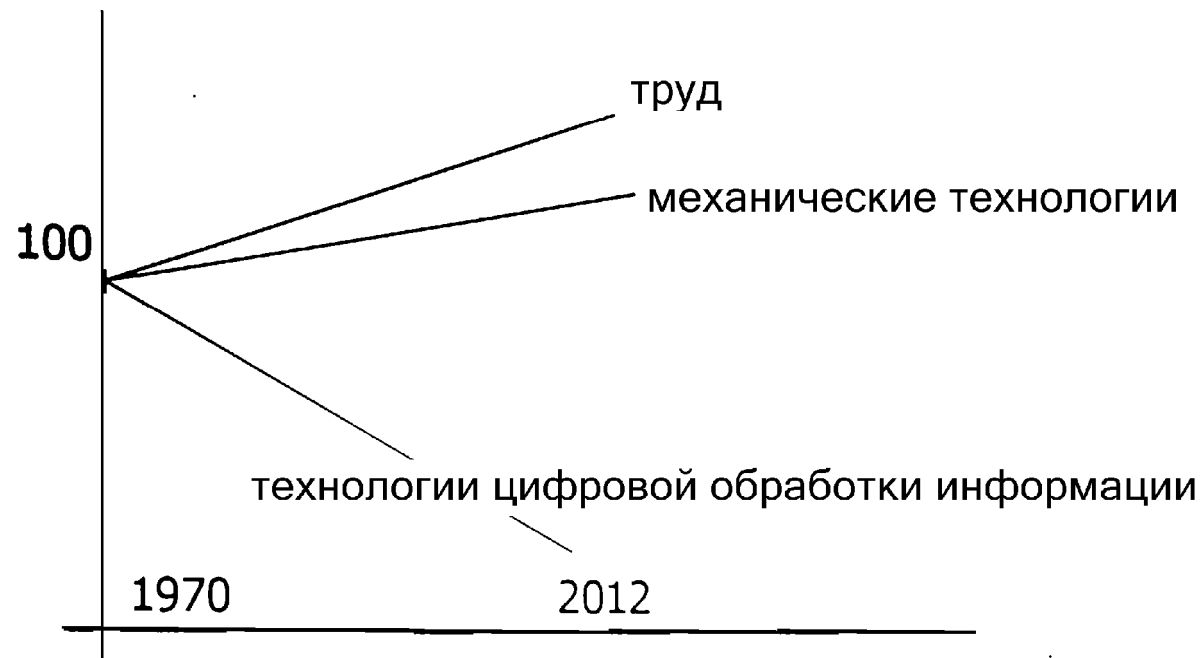 труд
механические технологии
100
технологии цифровой обработки информации
1970
2012